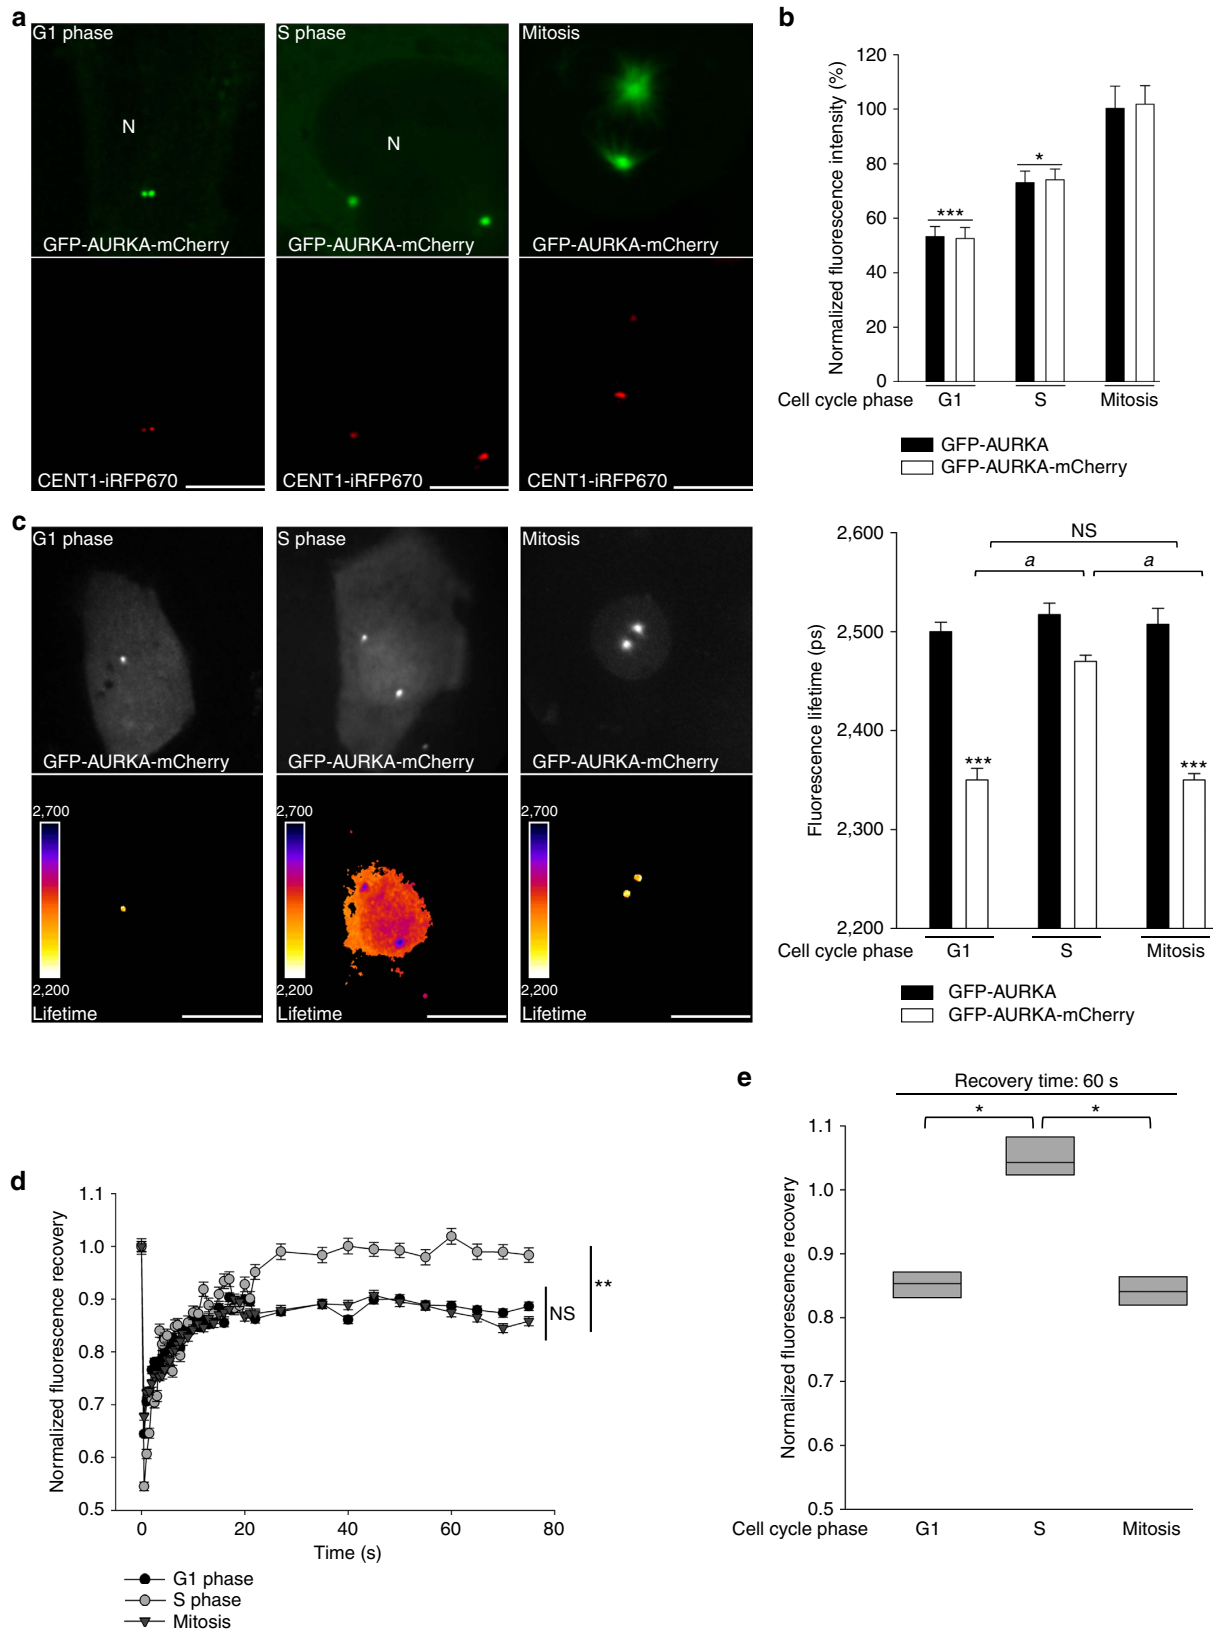 a
G1 phase
S phase
Mitosis
N
N
GFP-AURKA-mCherry
GFP-AURKA-mCherry
GFP-AURKA-mCherry
CENT1-iRFP670
CENT1-iRFP670
CENT1-iRFP670
b
Normalized fluorescence intensity (%)
120
100
80
60
40
20
0
***
*
Cell cycle phase
G1
S
Mitosis
GFP-AURKA
GFP-AURKA-mCherry
c
G1 phase
S phase
Mitosis
GFP-AURKA-mCherry
GFP-AURKA-mCherry
GFP-AURKA-mCherry
2,700
2,700
2,700
2,200
2,200
2,200
Lifetime
Lifetime
Lifetime
Fluorescence lifetime (ps)
2,600
2,500
2,400
2,300
2,200
NS
a
a
***
***
Cell cycle phase
G1
S
Mitosis
GFP-AURKA
GFP-AURKA-mCherry
d
Normalized fluorescence recovery
1.1
1.0
0.9
0.8
0.7
0.6
0.5
NS
**
0
20
40
60
80
Time (s)
G1 phase
S phase
Mitosis
e
Recovery time: 60 s
*
*
Normalized fluorescence recovery
1.1
1.0
0.9
0.8
0.7
0.6
0.5
Cell cycle phase
G1
S
Mitosis